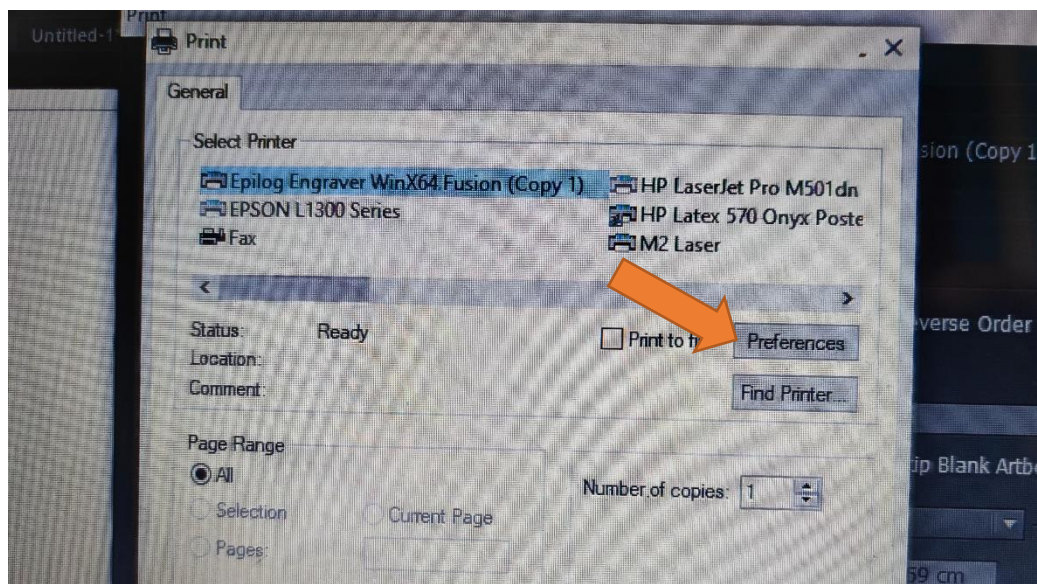 Print
Untitled-1
Print
General
Select Printer
Epilog Engraver WinX64 Fusion (Copy 1)
HP LaserJet Pro M501dn
EPSON L1300 Series
HP Latex 570 Onyx Poste
Fax
M2 Laser
Status: Ready
Print to
Preferences
Location:
Comment:
Find Printer...
Page Range
All
Number of copies: 1
Selection
Current Page
Pages:
sion (Copy 1
verse Order
ip Blank Artb
59 cm